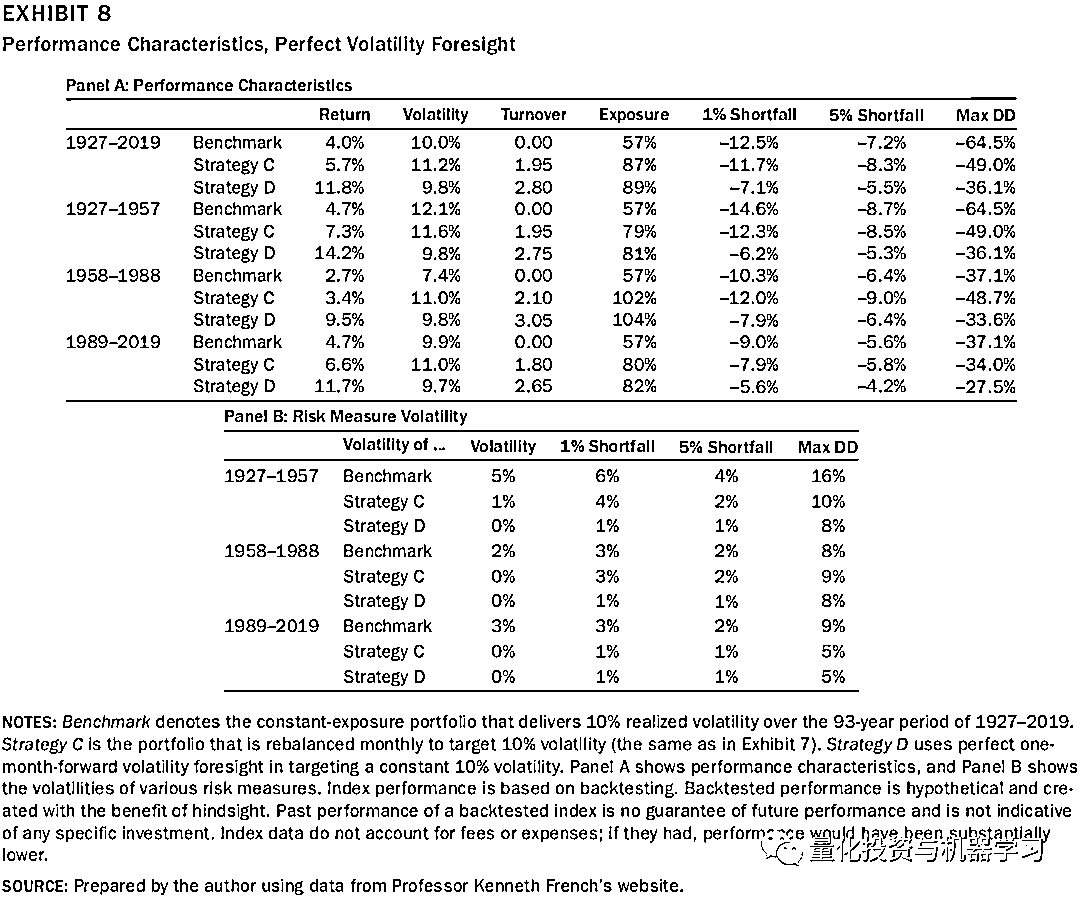 EXHIBIT 8
Performance Characteristics, Perfect Volatility Foresight
Panel A: Performance Characteristics
Return Volatility Turnover Exposure 1% Shortfall 5% Shortfall Max DD
1927–2019 Benchmark 4.0% 10.0% 0.00 57% –12.5% –7.2% –64.5%
Strategy C 5.7% 11.2% 1.95 87% –11.7% –8.3% –49.0%
Strategy D 11.8% 9.8% 2.80 89% –7.1% –5.5% –36.1%
1927–1957 Benchmark 4.7% 12.1% 0.00 57% –14.6% –8.7% –64.5%
Strategy C 7.3% 11.6% 1.95 79% –12.3% –8.5% –49.0%
Strategy D 14.2% 9.8% 2.75 81% –6.2% –5.3% –36.1%
1958–1988 Benchmark 2.7% 7.4% 0.00 57% –10.3% –6.4% –37.1%
Strategy C 3.4% 11.0% 2.10 102% –12.0% –9.0% –48.7%
Strategy D 9.5% 9.8% 3.05 104% –7.9% –6.4% –33.6%
1989–2019 Benchmark 4.7% 9.9% 0.00 57% –9.0% –5.6% –37.1%
Strategy C 6.6% 11.0% 1.80 80% –7.9% –5.8% –34.0%
Strategy D 11.7% 9.7% 2.65 82% –5.6% –4.2% –27.5%
Panel B: Risk Measure Volatility
Volatility of ... Volatility 1% Shortfall 5% Shortfall Max DD
1927–1957 Benchmark 5% 6% 4% 16%
Strategy C 1% 4% 2% 10%
Strategy D 0% 1% 1% 8%
1958–1988 Benchmark 2% 3% 2% 8%
Strategy C 0% 3% 2% 9%
Strategy D 0% 1% 1% 8%
1989–2019 Benchmark 3% 3% 2% 9%
Strategy C 0% 1% 1% 5%
Strategy D 0% 1% 1% 5%
NOTES: Benchmark denotes the constant-exposure portfolio that delivers 10% realized volatility over the 93-year period of 1927–2019.
Strategy C is the portfolio that is rebalanced monthly to target 10% volatility (the same as in Exhibit 7). Strategy D uses perfect one-
month-forward volatility foresight in targeting a constant 10% volatility. Panel A shows performance characteristics, and Panel B shows
the volatilities of various risk measures. Index performance is based on backtesting. Backtested performance is hypothetical and cre-
ated with the benefit of hindsight. Past performance of a backtested index is no guarantee of future performance and is not indicative
of any specific investment. Index data do not account for fees or expenses; if they had, performance would have been substantially
lower.
量化投资与机器学习
SOURCE: Prepared by the author using data from Professor Kenneth French's website.